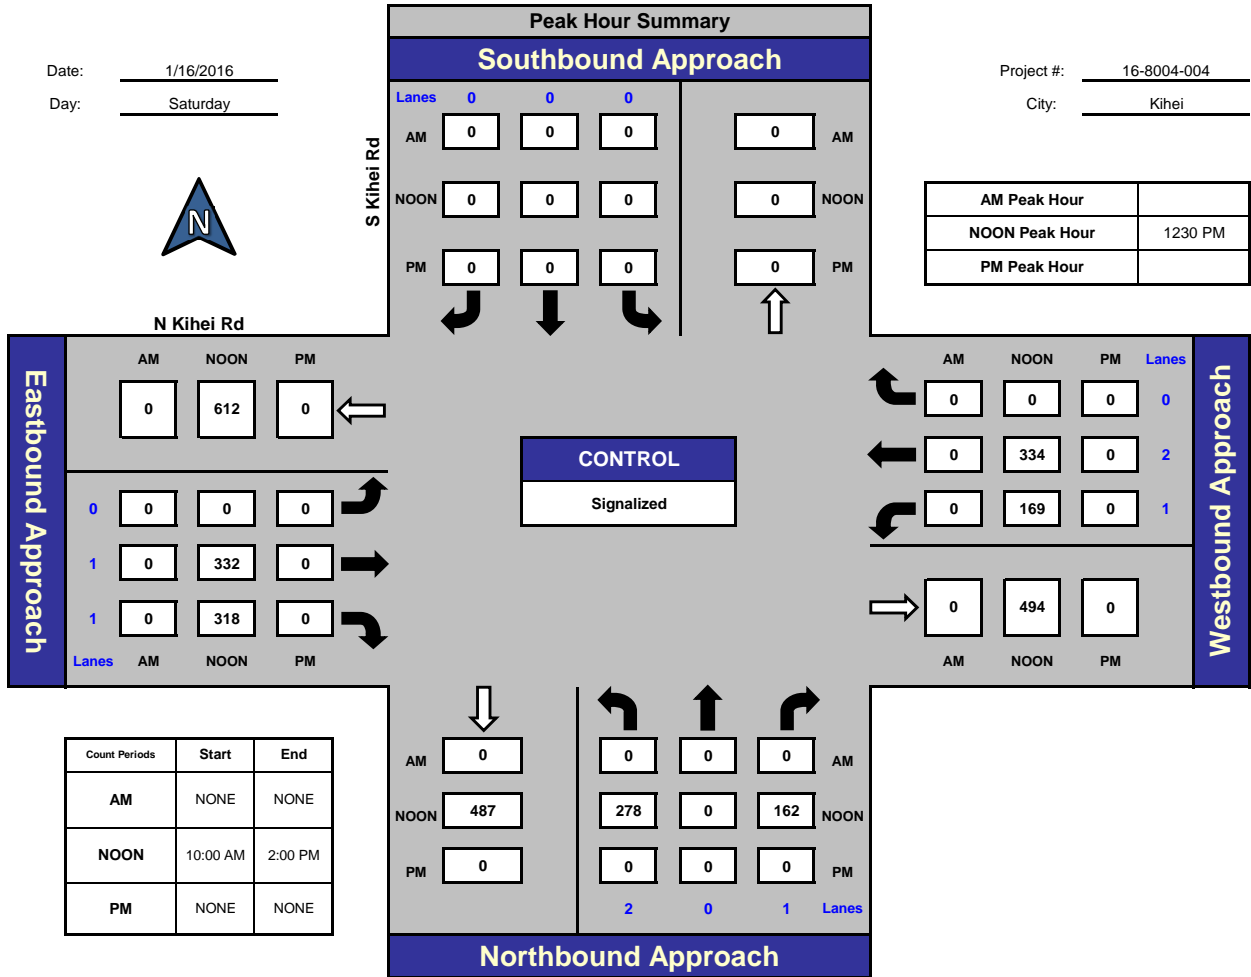 Peak Hour Summary
Southbound Approach
Date: 1/16/2016
Day: Saturday
Project #: 16-8004-004
City: Kihei
N
S Kihei Rd
Lanes 0 0 0
AM 0 0 0 0 AM
NOON 0 0 0 0 NOON
PM 0 0 0 0 PM
AM Peak Hour
NOON Peak Hour 1230 PM
PM Peak Hour
N Kihei Rd
Eastbound Approach
AM NOON PM
0 612 0
0 0 0 0
1 0 332 0
1 0 318 0
Lanes AM NOON PM
CONTROL
Signalized
AM NOON PM Lanes
0 0 0 0
0 334 0 2
0 169 0 1
0 494 0
AM NOON PM
Westbound Approach
Count Periods Start End
AM NONE NONE
NOON 10:00 AM 2:00 PM
PM NONE NONE
AM 0 0 0 0 AM
NOON 487 278 0 162 NOON
PM 0 0 0 0 PM
2 0 1 Lanes
Northbound Approach